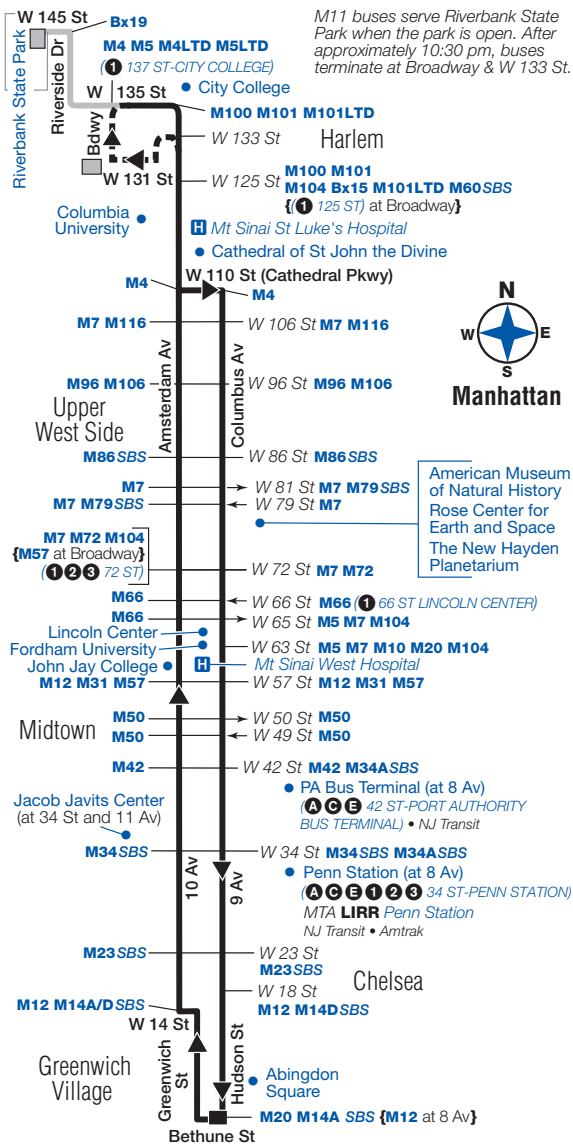 W 145 St
Bx19
M11 buses serve Riverbank State
Park when the park is open. After
approximately 10:30 pm, buses
terminate at Broadway & W 133 St.
Riverbank State Park
Riverside Dr
M4 M5 M4LTD M5LTD
(1 137 ST-CITY COLLEGE)
City College
W 135 St
M100 M101 M101LTD
Bdwy
W 133 St
Harlem
W 131 St
W 125 St
M100 M101
M104 Bx15 M101LTD M60SBS
{(1 125 ST) at Broadway}
Columbia
University
H Mt Sinai St Luke's Hospital
Cathedral of St John the Divine
W 110 St (Cathedral Pkwy)
M4
M4
M7 M116
W 106 St M7 M116
N
W E
S
Manhattan
Amsterdam Av
Columbus Av
M96 M106
W 96 St M96 M106
Upper
West Side
M86SBS
W 86 St M86SBS
M7
W 81 St M7 M79SBS
M7 M79SBS
W 79 St M7
American Museum
of Natural History
Rose Center for
Earth and Space
The New Hayden
Planetarium
M7 M72 M104
{M57 at Broadway}
(1 2 3 72 ST)
W 72 St M7 M72
M66
W 66 St M66 (1 66 ST LINCOLN CENTER)
M66
W 65 St M5 M7 M104
Lincoln Center
Fordham University
W 63 St M5 M7 M10 M20 M104
John Jay College
H Mt Sinai West Hospital
M12 M31 M57
W 57 St M12 M31 M57
Midtown
M50
W 50 St M50
M50
W 49 St M50
M42
W 42 St M42 M34ASBS
PA Bus Terminal (at 8 Av)
(A C E 42 ST-PORT AUTHORITY
BUS TERMINAL) • NJ Transit
Jacob Javits Center
(at 34 St and 11 Av)
M34SBS
W 34 St M34SBS M34ASBS
10 Av
9 Av
Penn Station (at 8 Av)
(A C E 1 2 3 34 ST-PENN STATION)
MTA LIRR Penn Station
NJ Transit • Amtrak
M23SBS
W 23 St
M23SBS
Chelsea
W 18 St
M12 M14DSBS
M12 M14A/DSBS
W 14 St
Greenwich
Village
Greenwich St
Hudson St
Abingdon
Square
M20 M14A SBS {M12 at 8 Av}
Bethune St